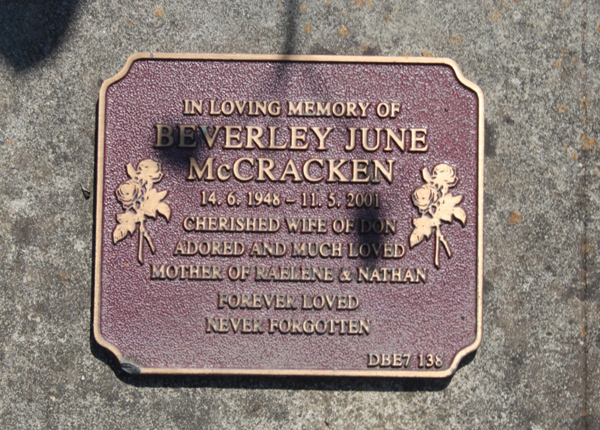 IN LOVING MEMORY OF
BEVERLEY JUNE
McCRACKEN
14. 6. 1948 – 11. 5. 2001
CHERISHED WIFE OF DON
ADORED AND MUCH LOVED
MOTHER OF RAELENE & NATHAN
FOREVER LOVED
NEVER FORGOTTEN
DBE7 138